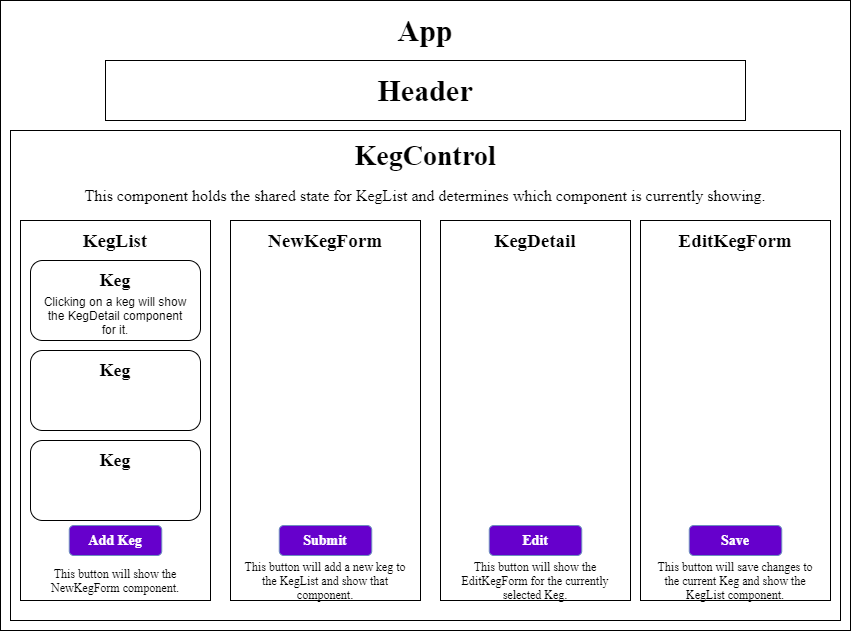 App
Header
KegControl
This component holds the shared state for KegList and determines which component is currently showing.
KegList
Keg
Clicking on a keg will show
the KegDetail component
for it.
Keg
Keg
Add Keg
This button will show the
NewKegForm component.
NewKegForm
Submit
This button will add a new keg to
the KegList and show that
component.
KegDetail
Edit
This button will show the
EditKegForm for the currently
selected Keg.
EditKegForm
Save
This button will save changes to
the current Keg and show the
KegList component.